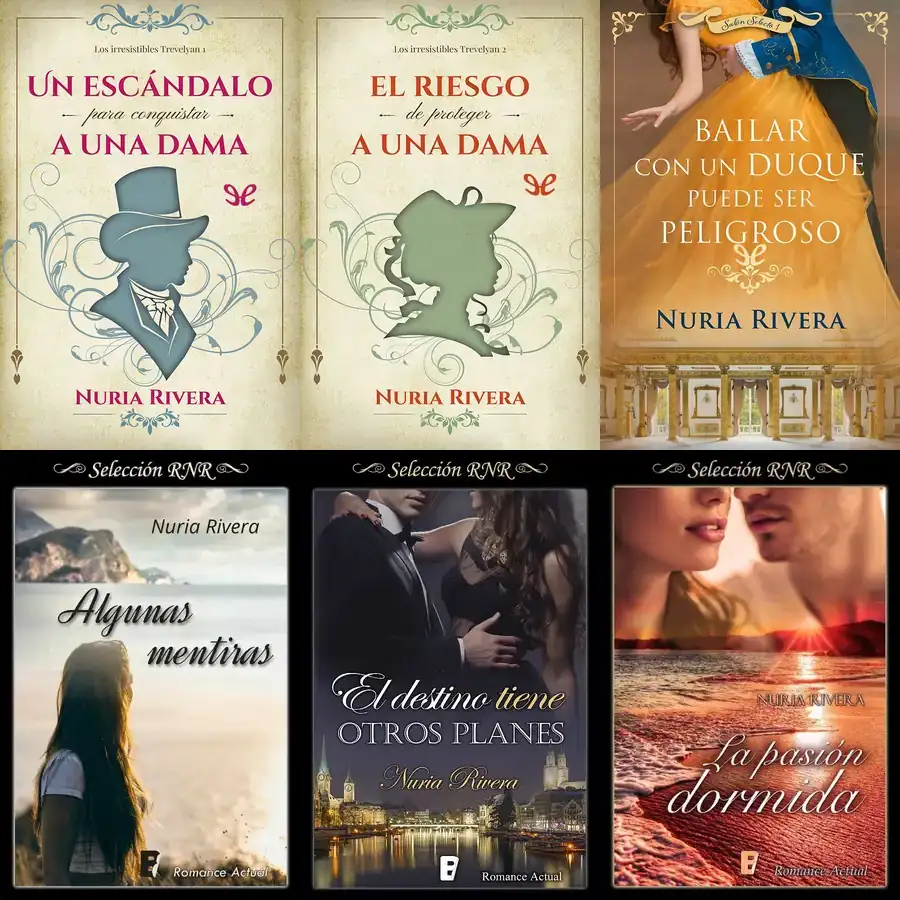 Los irresistibles Trevelyan 1
UN ESCÁNDALO
para conquistar
A UNA DAMA
NURIA RIVERA
Los irresistibles Trevelyan 2
EL RIESGO
de proteger
A UNA DAMA
NURIA RIVERA
Salón Selecto 1
BAILAR
CON UN DUQUE
PUEDE SER
PELIGROSO
NURIA RIVERA
Selección RNR
Nuria Rivera
Algunas
mentiras
B
Romance Actual
Selección RNR
El destino tiene
OTROS PLANES
Nuria Rivera
B
Romance Actual
Selección RNR
NURIA RIVERA
La pasión
dormida
B
Romance Actual